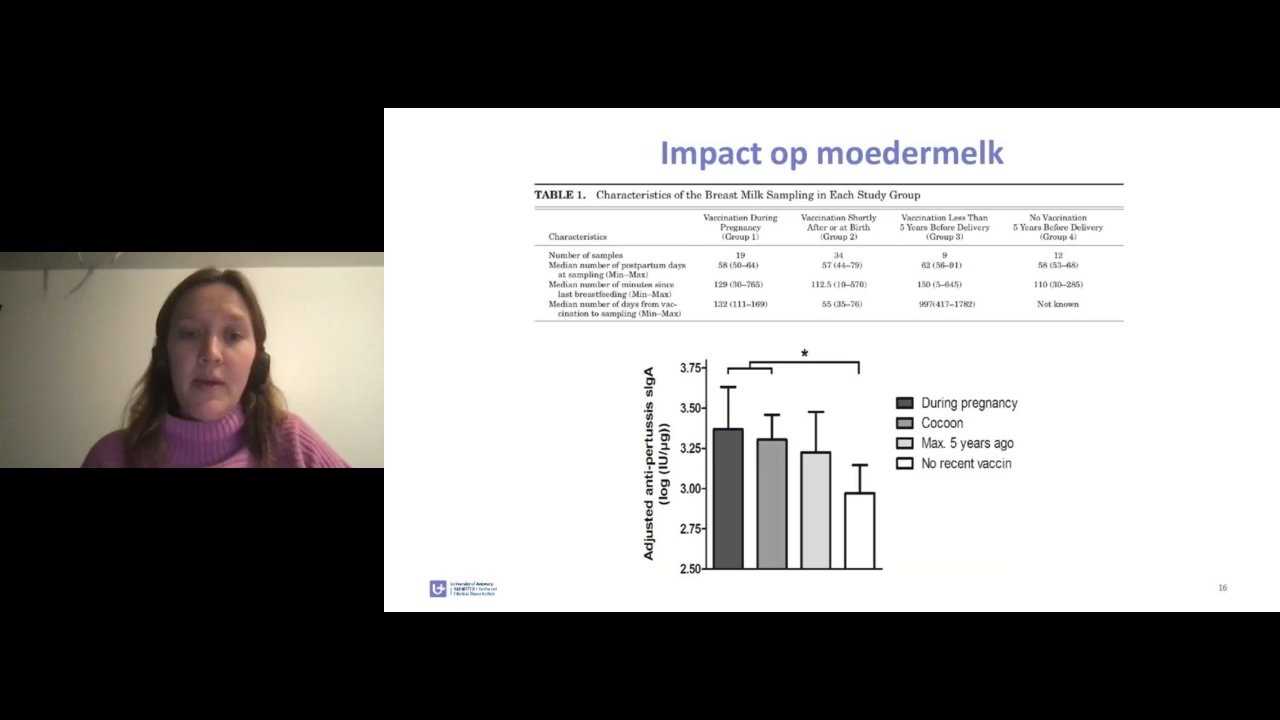 Impact op moedermelk
TABLE 1. Characteristics of the Breast Milk Sampling in Each Study Group
Characteristics
Vaccination During
Pregnancy
(Group 1)
Vaccination Shortly
After or at Birth
(Group 2)
Vaccination Less Than
5 Years Before Delivery
(Group 3)
No Vaccination
5 Years Before Delivery
(Group 4)
Number of samples 19 34 9 12
Median number of postpartum days
at sampling (Min–Max) 58 (50–64) 57 (44–79) 62 (56–91) 58 (53–68)
Median number of minutes since
last breastfeeding (Min–Max) 129 (30–765) 112.5 (10–570) 150 (5–645) 110 (30–285)
Median number of days from vac-
cination to sampling (Min–Max) 132 (111–169) 55 (35–76) 997(417–1782) Not known
Adjusted anti-pertussis sIgA
(log (IU/µg))
3.75
3.50
3.25
3.00
2.75
2.50
*
During pregnancy
Cocoon
Max. 5 years ago
No recent vaccin
University of Antwerp
16